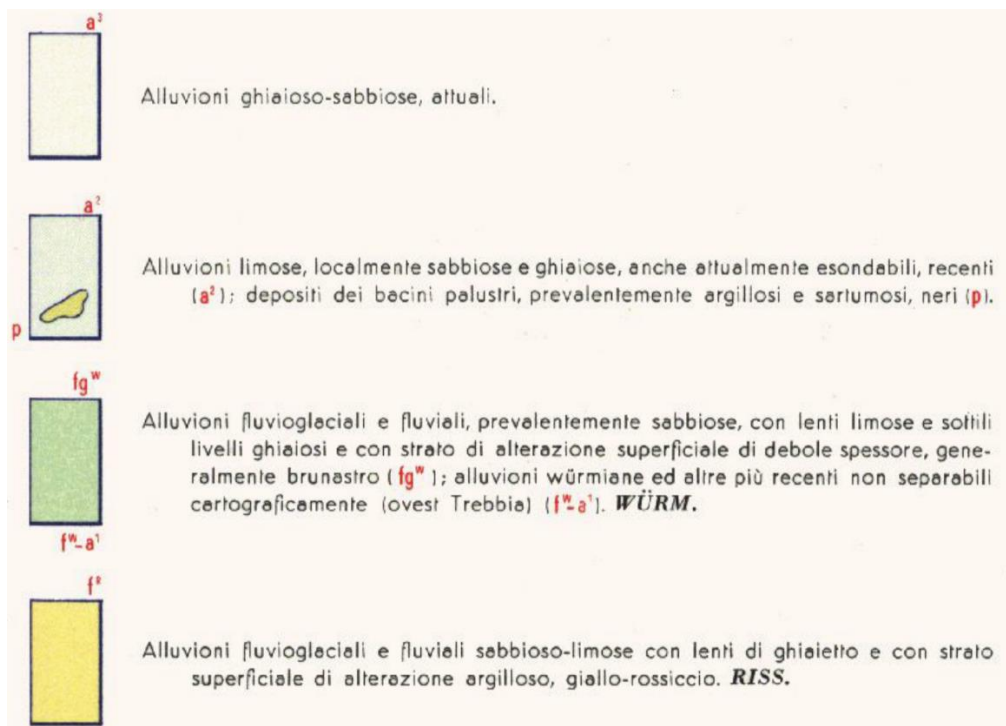 a³
Alluvioni ghiaioso-sabbiose, attuali.
a²
Alluvioni limose, localmente sabbiose e ghiaiose, anche attualmente esondabili, recenti
(a²); depositi dei bacini palustri, prevalentemente argillosi e sartumosi, neri (p).
p
fgᵂ
Alluvioni fluvioglaciali e fluviali, prevalentemente sabbiose, con lenti limose e sottili
livelli ghiaiosi e con strato di alterazione superficiale di debole spessore, gene-
ralmente brunastro (fgᵂ); alluvioni würmiane ed altre più recenti non separabili
cartograficamente (ovest Trebbia) (fᵂ-a¹). WÜRM.
fᵂ-a¹
fᴿ
Alluvioni fluvioglaciali e fluviali sabbioso-limose con lenti di ghiaietto e con strato
superficiale di alterazione argilloso, giallo-rossiccio. RISS.